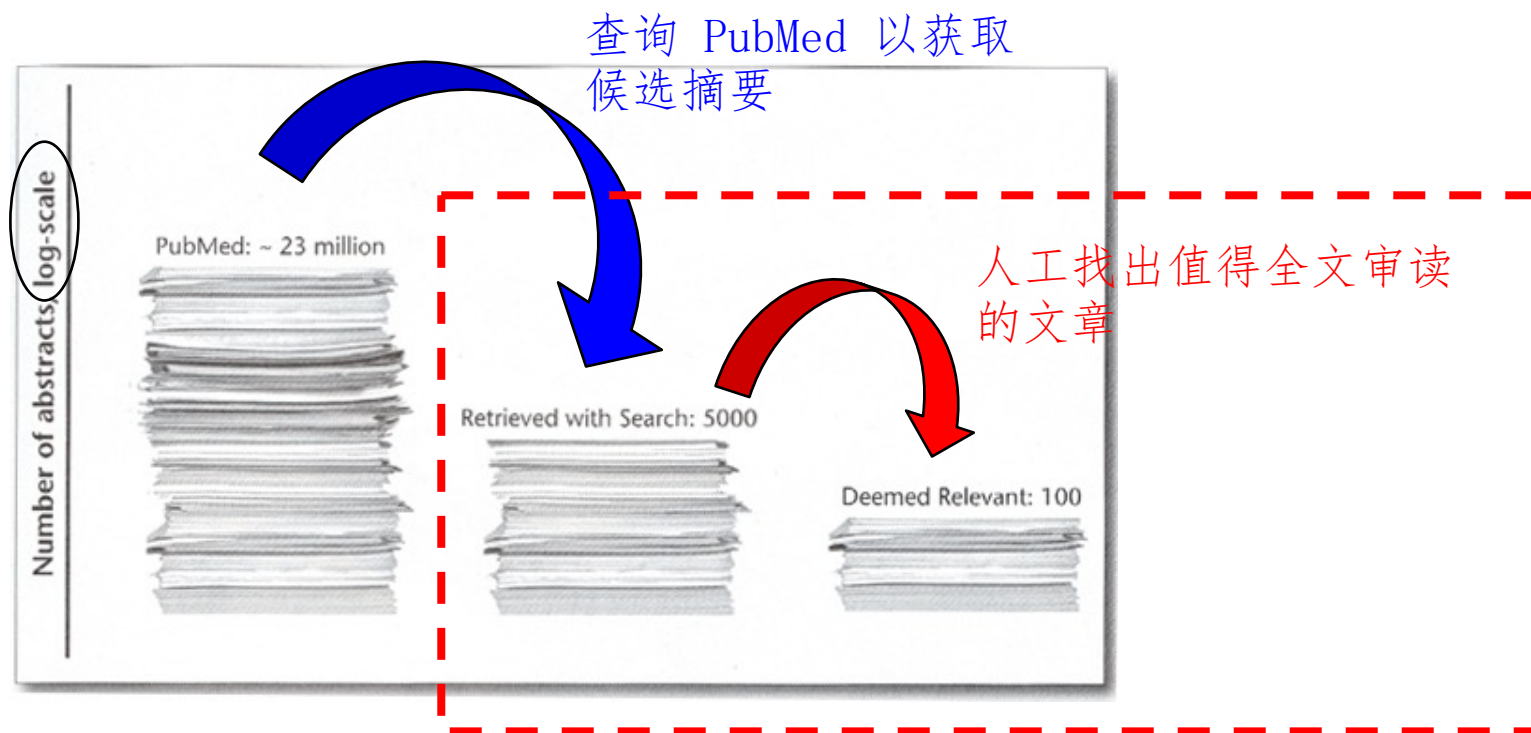 查询 PubMed 以获取
候选摘要
Number of abstracts, log-scale
PubMed: ~ 23 million
人工找出值得全文审读
的文章
Retrieved with Search: 5000
Deemed Relevant: 100